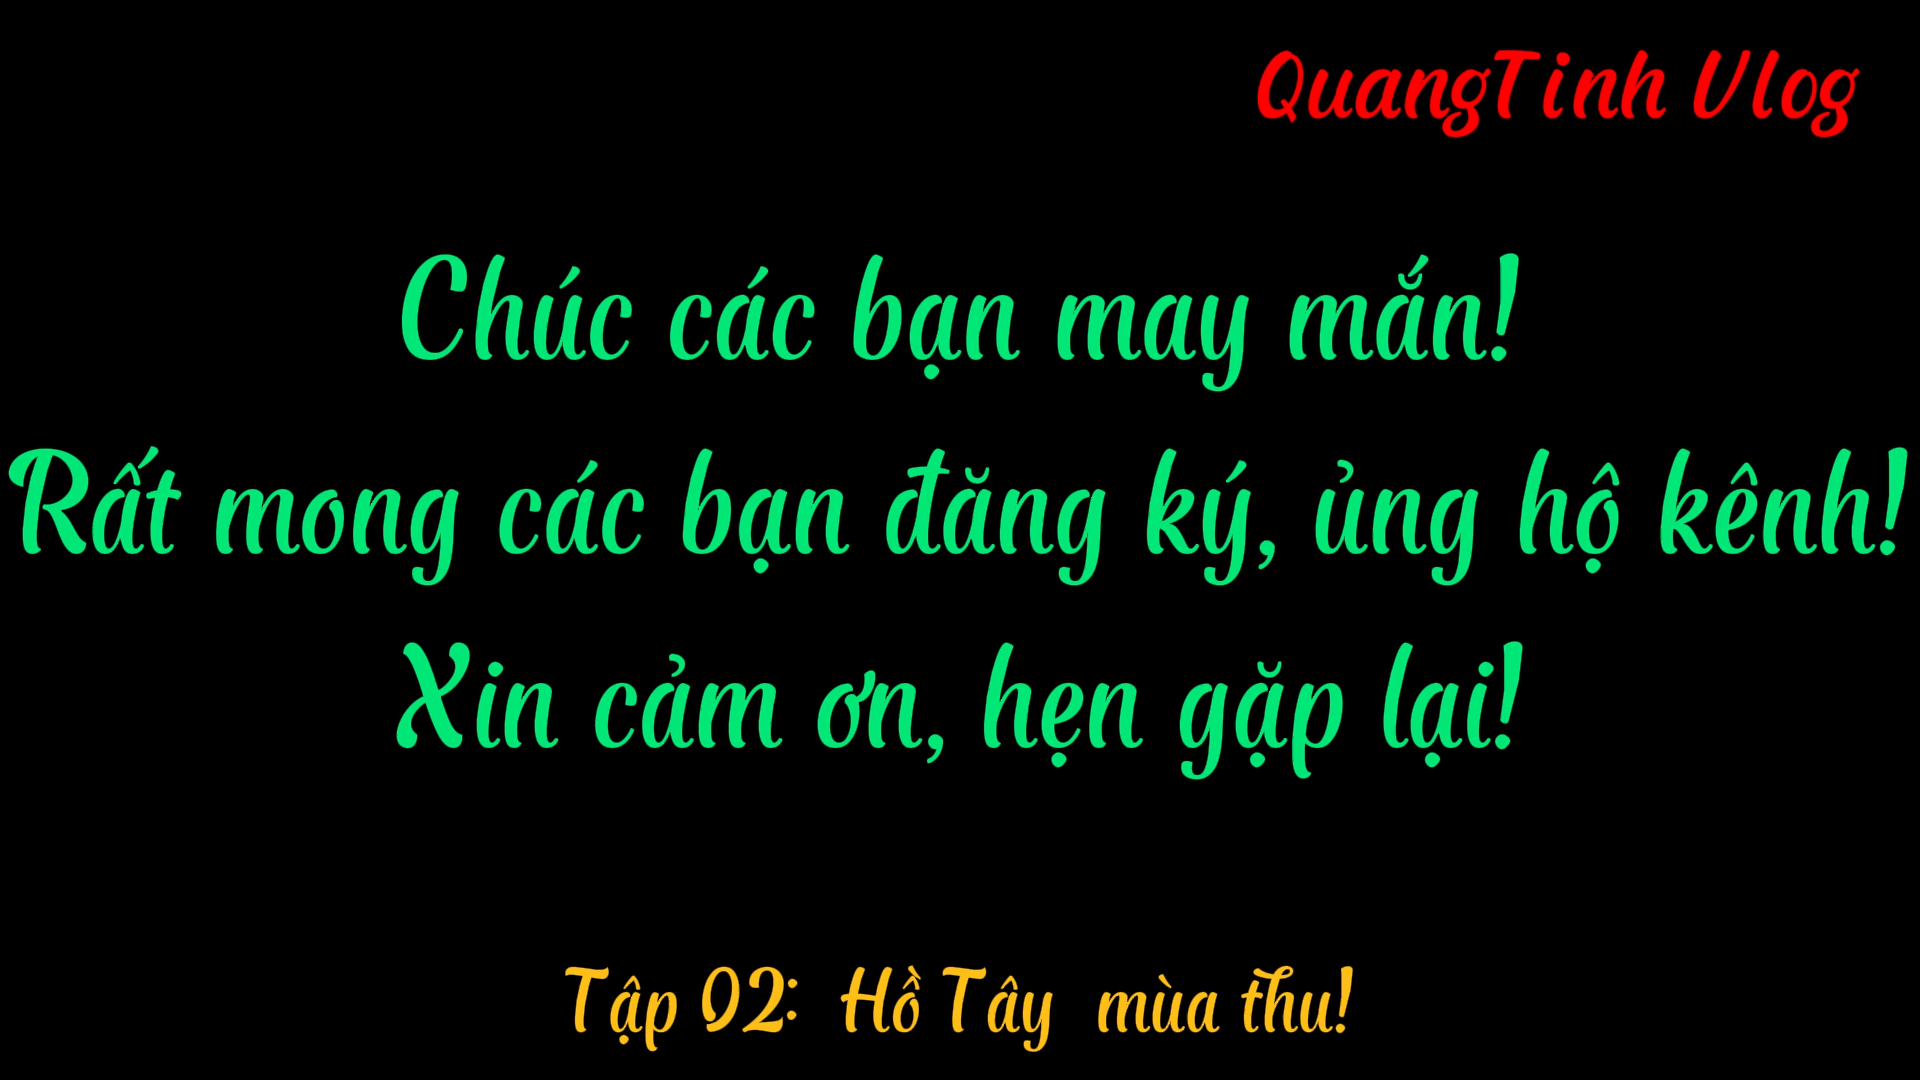 QuangTinh Vlog
Chúc các bạn may mắn!
Rất mong các bạn đăng ký, ủng hộ kênh!
Xin cảm ơn, hẹn gặp lại!
Tập 02: Hồ Tây mùa thu!